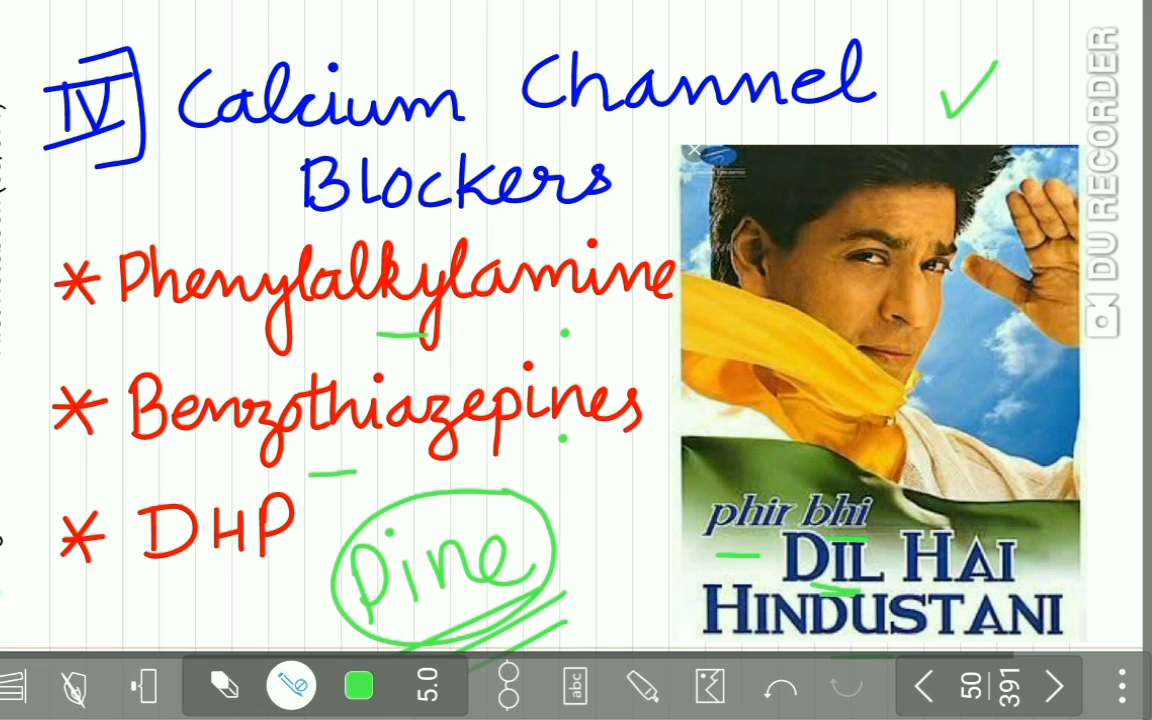 IV] Calcium Channel
Blockers
* Phenylalkylamine
* Benzothiazepines
* DHP
pine
phir bhi
DIL HAI
HINDUSTANI
DU RECORDER
5.0
abc
50
391